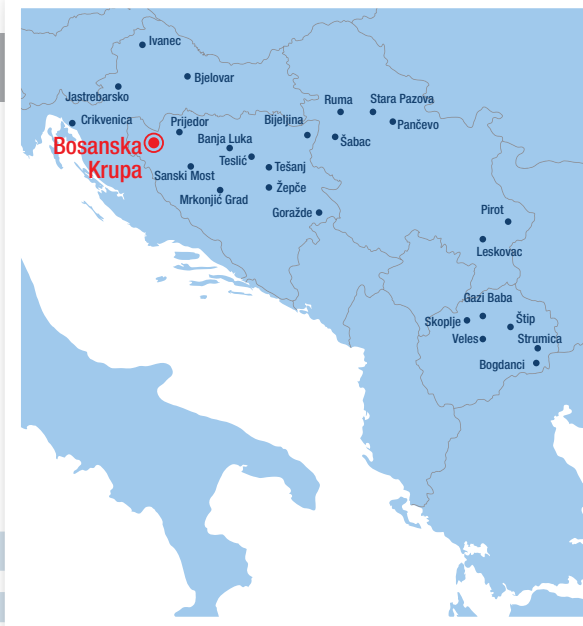 Ivanec
Bjelovar
Jastrebarsko
Ruma
Stara Pazova
Crikvenica
Prijedor
Bijeljina
Pančevo
Bosanska
Krupa
Banja Luka
Šabac
Teslić
Tešanj
Sanski Most
Žepče
Mrkonjić Grad
Goražde
Pirot
Leskovac
Gazi Baba
Skoplje
Štip
Veles
Strumica
Bogdanci